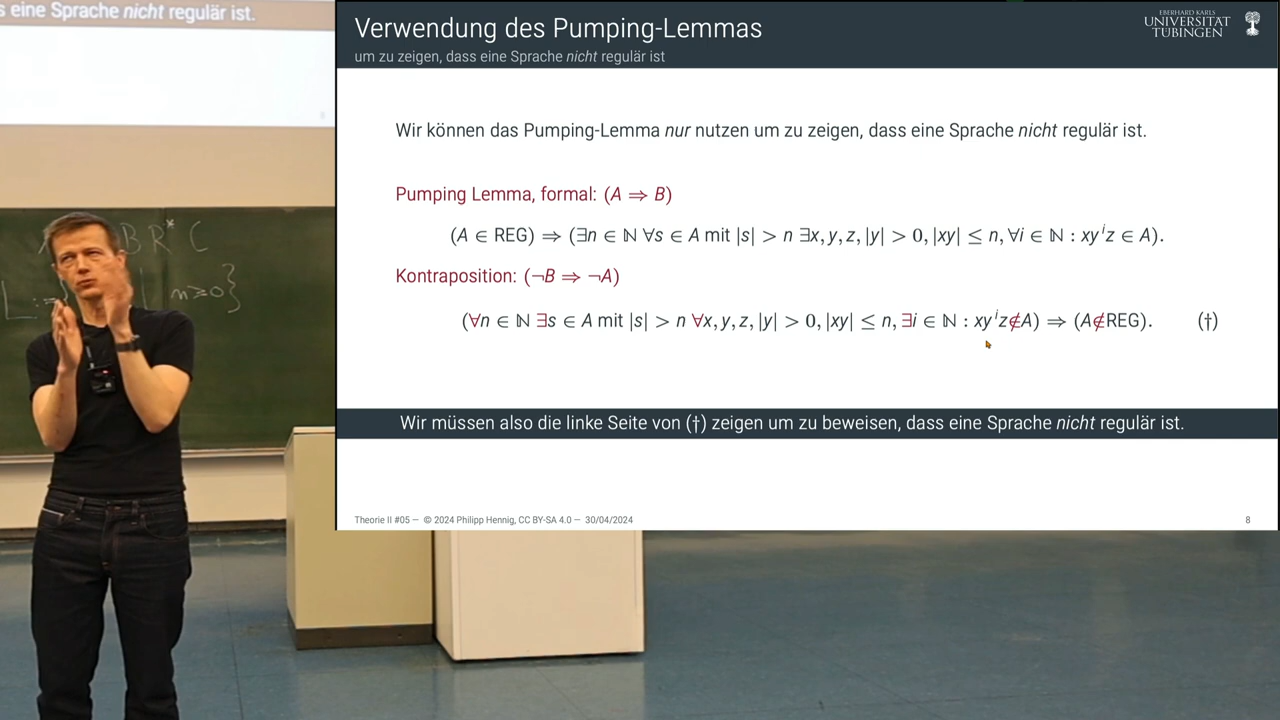 s eine Sprache nicht regulär ist.
8
B R* C
L := { | n≥0}
Verwendung des Pumping-Lemmas
um zu zeigen, dass eine Sprache nicht regulär ist
EBERHARD KARLS
UNIVERSITÄT
TÜBINGEN
Wir können das Pumping-Lemma nur nutzen um zu zeigen, dass eine Sprache nicht regulär ist.
Pumping Lemma, formal: (A ⇒ B)
(A ∈ REG) ⇒ (∃n ∈ ℕ ∀s ∈ A mit |s| > n ∃x, y, z, |y| > 0, |xy| ≤ n, ∀i ∈ ℕ : xyⁱz ∈ A).
Kontraposition: (¬B ⇒ ¬A)
(∀n ∈ ℕ ∃s ∈ A mit |s| > n ∀x, y, z, |y| > 0, |xy| ≤ n, ∃i ∈ ℕ : xyⁱz∉A) ⇒ (A∉REG). (†)
Wir müssen also die linke Seite von (†) zeigen um zu beweisen, dass eine Sprache nicht regulär ist.
Theorie II #05 — © 2024 Philipp Hennig, CC BY-SA 4.0 — 30/04/2024
8